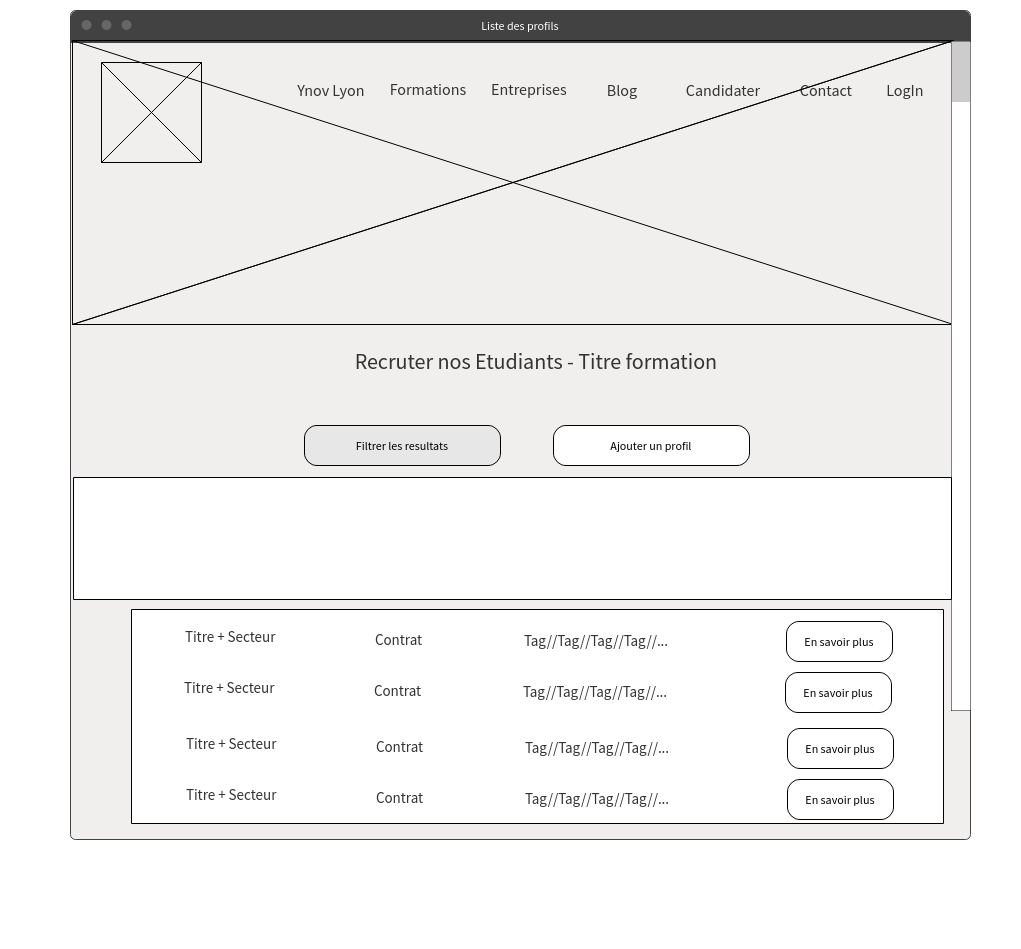 Liste des profils
Ynov Lyon Formations Entreprises Blog Candidater Contact LogIn
Recruter nos Etudiants - Titre formation
Filtrer les resultats Ajouter un profil
Titre + Secteur Contrat Tag//Tag//Tag//Tag//... En savoir plus
Titre + Secteur Contrat Tag//Tag//Tag//Tag//... En savoir plus
Titre + Secteur Contrat Tag//Tag//Tag//Tag//... En savoir plus
Titre + Secteur Contrat Tag//Tag//Tag//Tag//... En savoir plus